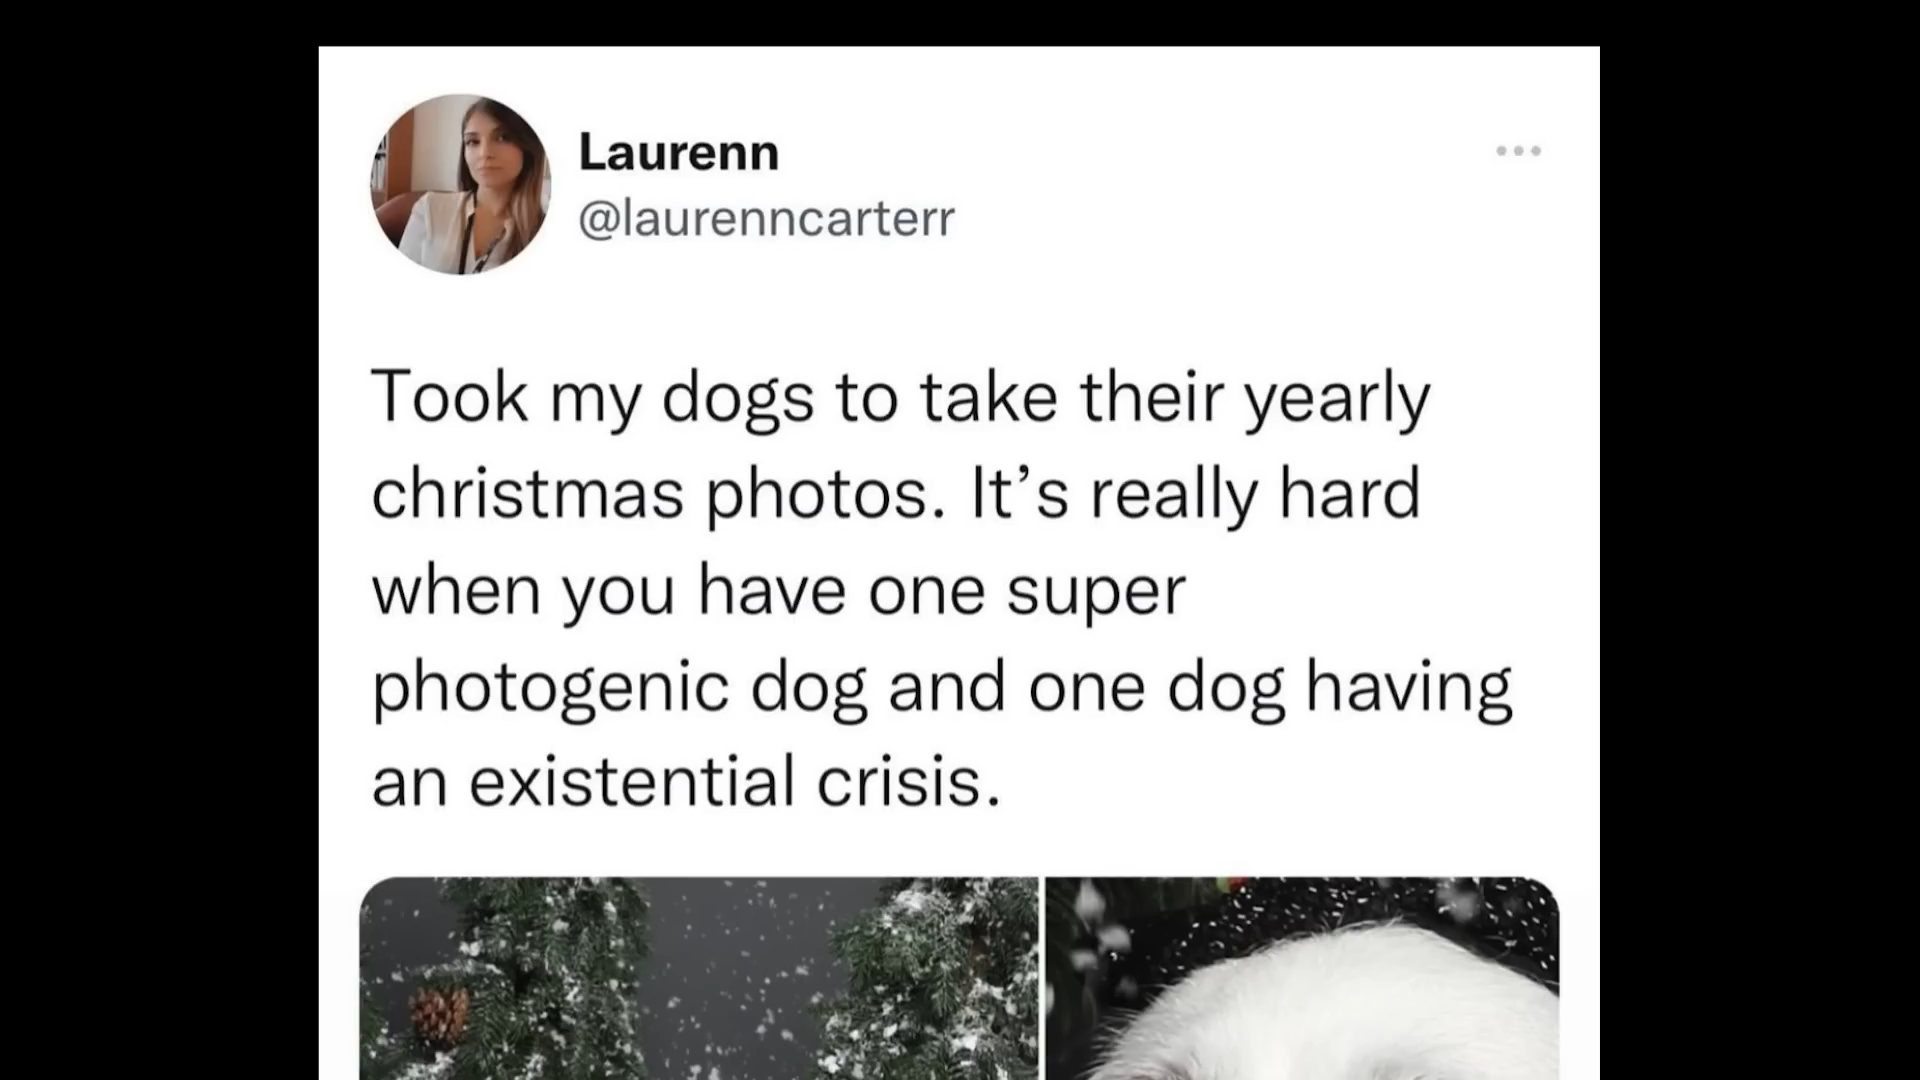 Laurenn
@laurenncarterr
Took my dogs to take their yearly
christmas photos. It’s really hard
when you have one super
photogenic dog and one dog having
an existential crisis.